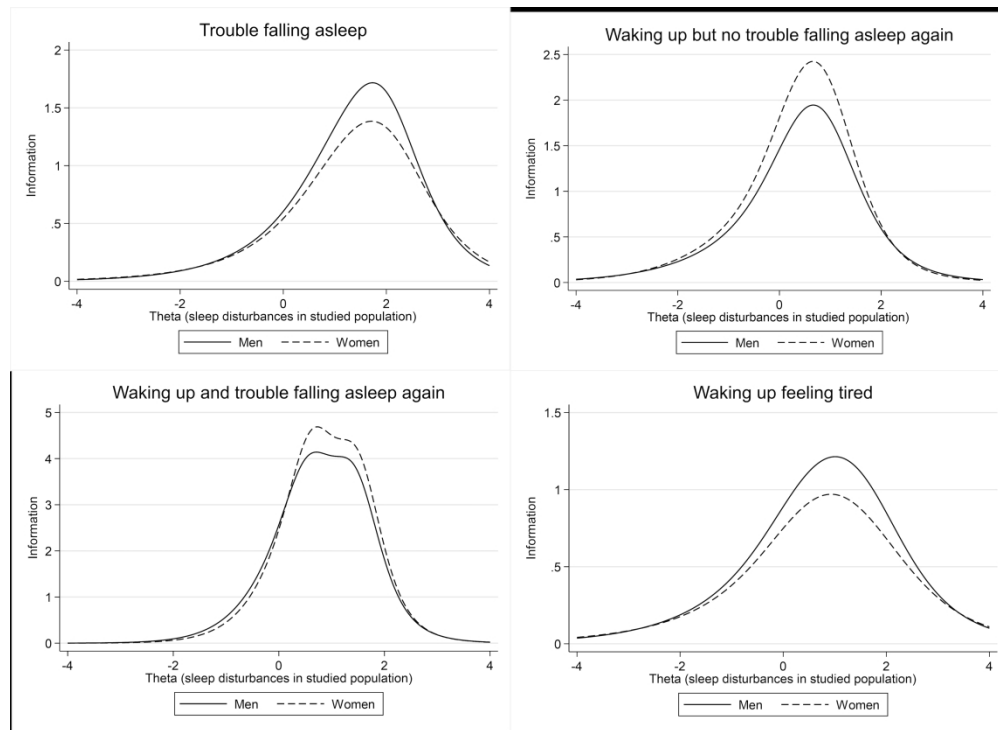 Trouble falling asleep
2
1.5
1
.5
0
Information
-4
-2
0
2
4
Theta (sleep disturbances in studied population)
Men
Women
Waking up but no trouble falling asleep again
2.5
2
1.5
1
.5
0
Information
-4
-2
0
2
4
Theta (sleep disturbances in studied population)
Men
Women
Waking up and trouble falling asleep again
5
4
3
2
1
0
Information
-4
-2
0
2
4
Theta (sleep disturbances in studied population)
Men
Women
Waking up feeling tired
1.5
1
.5
0
Information
-4
-2
0
2
4
Theta (sleep disturbances in studied population)
Men
Women